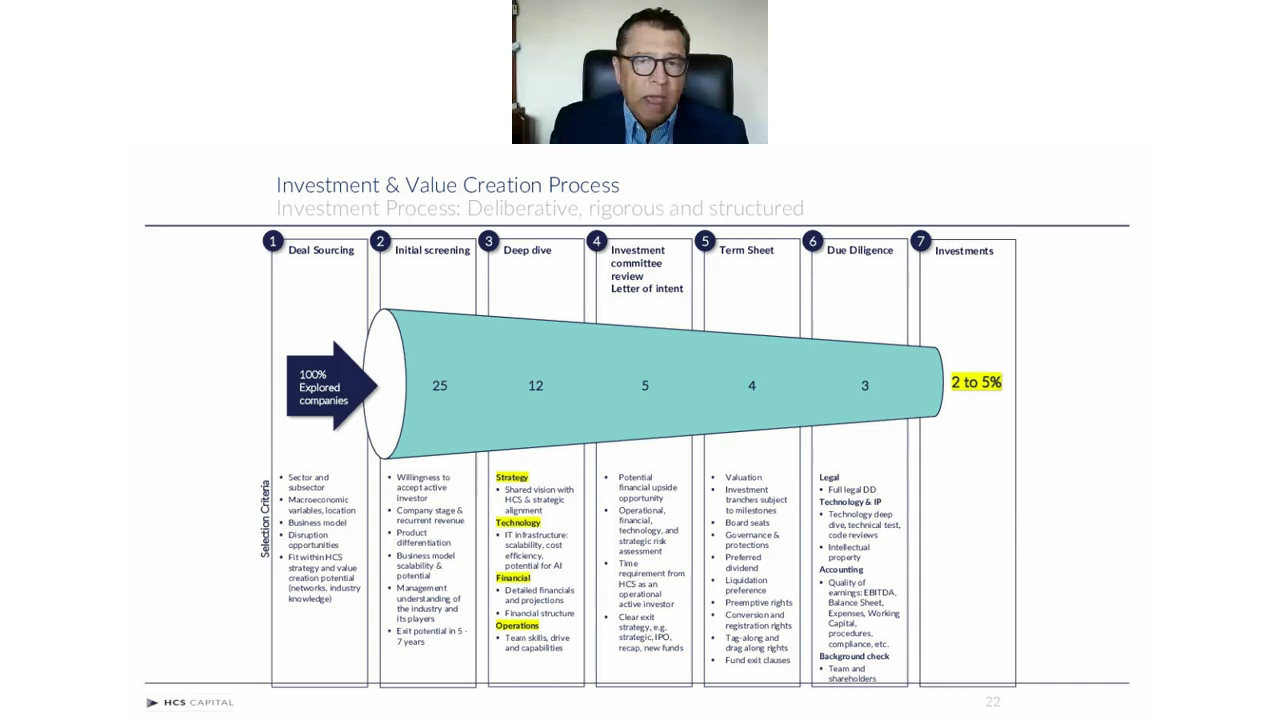 Investment & Value Creation Process
Investment Process: Deliberative, rigorous and structured
1
Deal Sourcing
2
Initial screening
3
Deep dive
4
Investment
committee
review
Letter of intent
5
Term Sheet
6
Due Diligence
7
Investments
100%
Explored
companies
25
12
5
4
3
2 to 5%
Selection Criteria
▪ Sector and
subsector
▪ Macroeconomic
variables, location
▪ Business model
▪ Disruption
opportunities
▪ Fit within HCS
strategy and value
creation potential
(networks, industry
knowledge)
▪ Willingness to
accept active
investor
▪ Company stage &
recurrent revenue
▪ Product
differentiation
▪ Business model
scalability &
potential
▪ Management
understanding of
the industry and
its players
▪ Exit potential in 5 -
7 years
Strategy
▪ Shared vision with
HCS & strategic
alignment
Technology
▪ IT infrastructure:
scalability, cost
efficiency,
potential for AI
Financial
▪ Detailed financials
and projections
▪ Financial structure
Operations
▪ Team skills, drive
and capabilities
▪ Potential
financial upside
opportunity
▪ Operational,
financial,
technology, and
strategic risk
assessment
▪ Time
requirement from
HCS as an
operational
active investor
▪ Clear exit
strategy, e.g.
strategic, IPO,
recap, new funds
▪ Valuation
▪ Investment
tranches subject
to milestones
▪ Board seats
▪ Governance &
protections
▪ Preferred
dividend
▪ Liquidation
preference
▪ Preemptive rights
▪ Conversion and
registration rights
▪ Tag-along and
drag along rights
▪ Fund exit clauses
Legal
▪ Full legal DD
Technology & IP
▪ Technology deep
dive, technical test,
code reviews
▪ Intellectual
property
Accounting
▪ Quality of
earnings: EBITDA,
Balance Sheet,
Expenses, Working
Capital,
procedures,
compliance, etc.
Background check
▪ Team and
shareholders
HCS CAPITAL
22